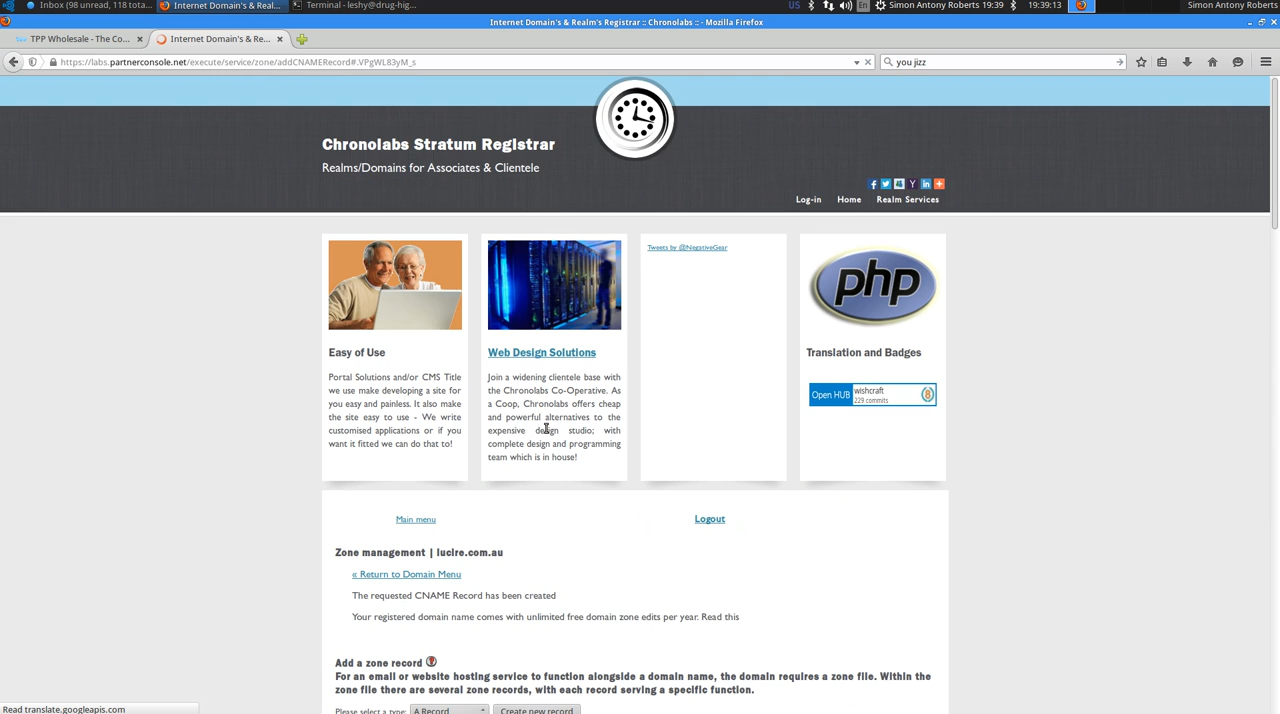 Inbox (98 unread, 118 tota...
Internet Domain's & Real...
Terminal - leshy@drug-hig...
US
En
Simon Antony Roberts 19:39
19:39:13
Simon Antony Roberts
Internet Domain's & Realm's Registrar :: Chronolabs :: - Mozilla Firefox
TPP Wholesale - The Co...
Internet Domain's & Re...
https://labs.partnerconsole.net/execute/service/zone/addCNAMERecord#.VPgWL83yM_s
you jizz
Chronolabs Stratum Registrar
Realms/Domains for Associates & Clientele
Log-in
Home
Realm Services
Easy of Use
Portal Solutions and/or CMS Title
we use make developing a site for
you easy and painless. It also make
the site easy to use - We write
customised applications or if you
want it fitted we can do that to!
Web Design Solutions
Join a widening clientele base with
the Chronolabs Co-Operative. As
a Coop, Chronolabs offers cheap
and powerful alternatives to the
expensive design studio; with
complete design and programming
team which is in house!
Tweets by @NegativeGear
php
Translation and Badges
Open HUB
wishcraft
229 commits
8
Main menu
Logout
Zone management | lucire.com.au
« Return to Domain Menu
The requested CNAME Record has been created
Your registered domain name comes with unlimited free domain zone edits per year. Read this
Add a zone record
For an email or website hosting service to function alongside a domain name, the domain requires a zone file. Within the
zone file there are several zone records, with each record serving a specific function.
Please select a type:
A Record
Create new record
Read translate.googleapis.com